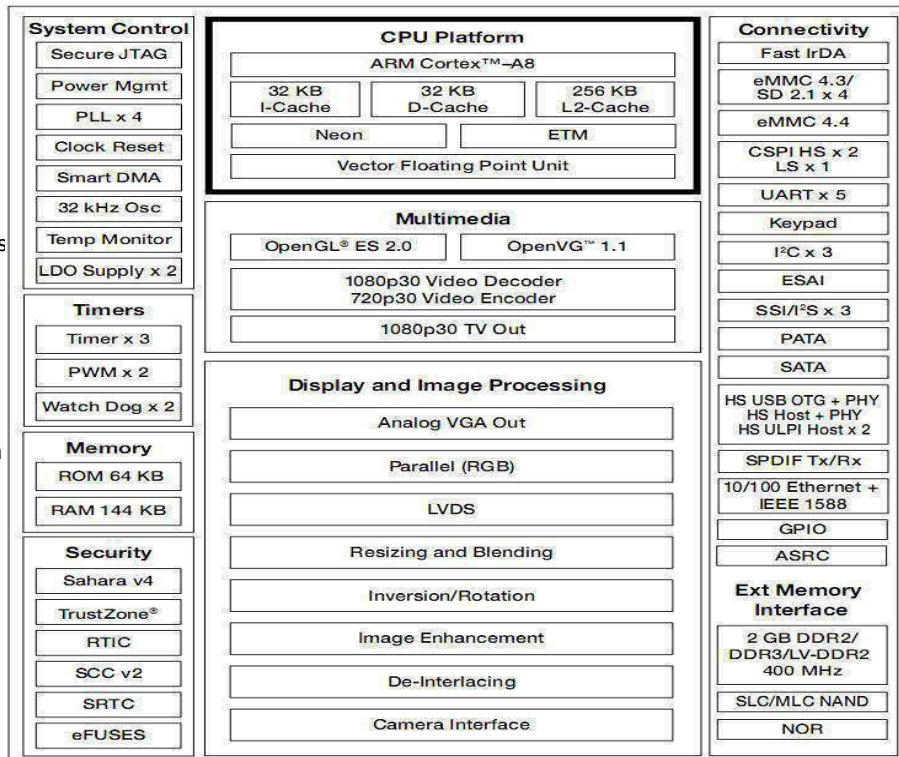 System Control
Secure JTAG
Power Mgmt
PLL x 4
Clock Reset
Smart DMA
32 kHz Osc
Temp Monitor
LDO Supply x 2
Timers
Timer x 3
PWM x 2
Watch Dog x 2
Memory
ROM 64 KB
RAM 144 KB
Security
Sahara v4
TrustZone®
RTIC
SCC v2
SRTC
eFUSES
CPU Platform
ARM Cortex™–A8
32 KB
I-Cache
32 KB
D-Cache
256 KB
L2-Cache
Neon
ETM
Vector Floating Point Unit
Multimedia
OpenGL® ES 2.0
OpenVG™ 1.1
1080p30 Video Decoder
720p30 Video Encoder
1080p30 TV Out
Display and Image Processing
Analog VGA Out
Parallel (RGB)
LVDS
Resizing and Blending
Inversion/Rotation
Image Enhancement
De-Interlacing
Camera Interface
Connectivity
Fast IrDA
eMMC 4.3/
SD 2.1 x 4
eMMC 4.4
CSPI HS x 2
LS x 1
UART x 5
Keypad
I²C x 3
ESAI
SSI/I²S x 3
PATA
SATA
HS USB OTG + PHY
HS Host + PHY
HS ULPI Host x 2
SPDIF Tx/Rx
10/100 Ethernet +
IEEE 1588
GPIO
ASRC
Ext Memory
Interface
2 GB DDR2/
DDR3/LV-DDR2
400 MHz
SLC/MLC NAND
NOR